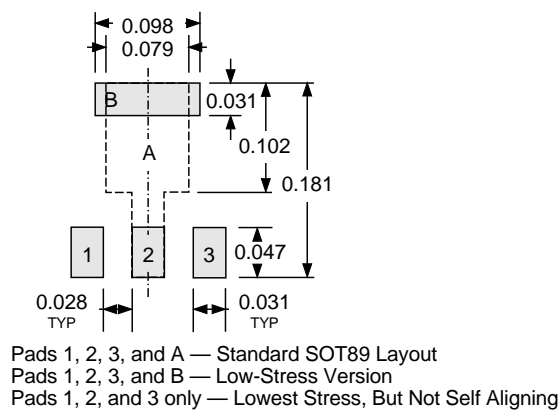 0.098
0.079
B
0.031
A
0.102
0.181
1
2
3
0.047
0.028
TYP
0.031
TYP
Pads 1, 2, 3, and A — Standard SOT89 Layout
Pads 1, 2, 3, and B — Low-Stress Version
Pads 1, 2, and 3 only — Lowest Stress, But Not Self Aligning